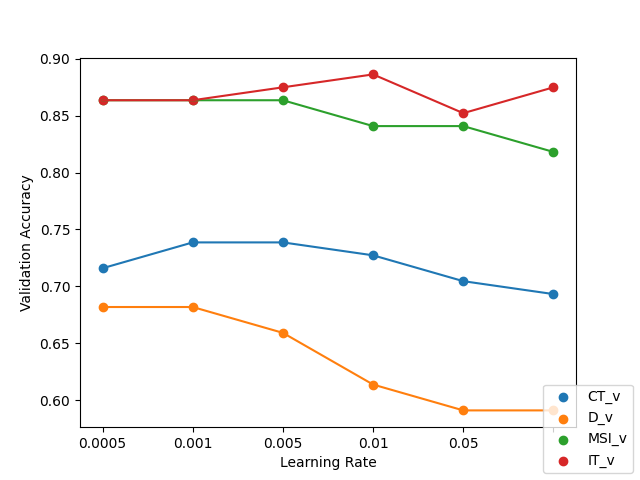 0.90
0.85
0.80
0.75
0.70
0.65
0.60
Validation Accuracy
0.0005 0.001 0.005 0.01 0.05
Learning Rate
CT_v
D_v
MSI_v
IT_v